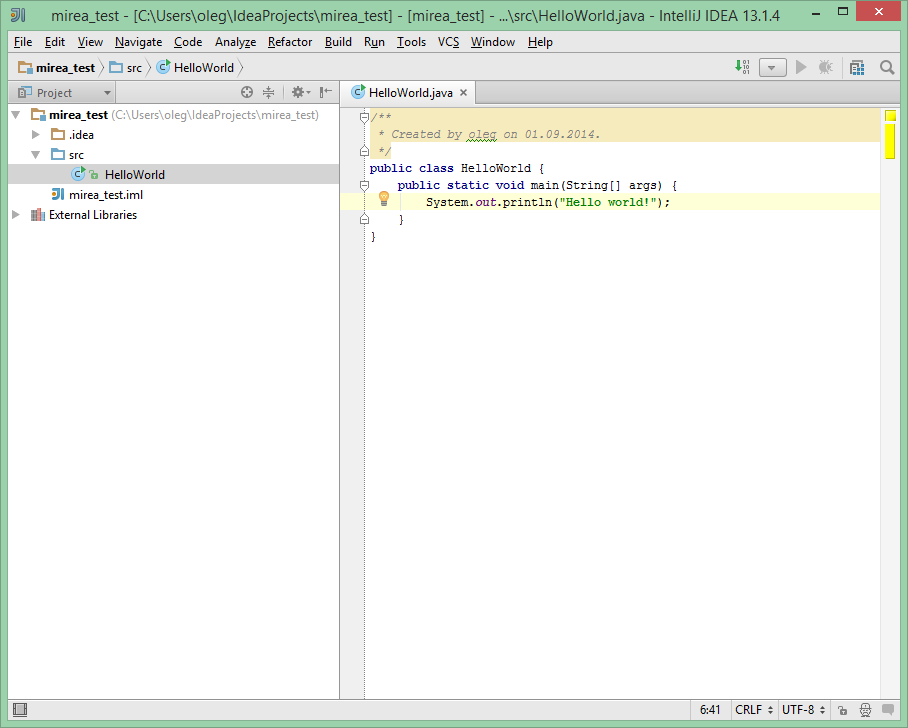 mirea_test - [C:\Users\oleg\IdeaProjects\mirea_test] - [mirea_test] - ...\src\HelloWorld.java - IntelliJ IDEA 13.1.4
File Edit View Navigate Code Analyze Refactor Build Run Tools VCS Window Help
mirea_test src HelloWorld
Project
mirea_test (C:\Users\oleg\IdeaProjects\mirea_test)
.idea
src
HelloWorld
mirea_test.iml
External Libraries
HelloWorld.java
/**
 * Created by oleg on 01.09.2014.
 */
public class HelloWorld {
    public static void main(String[] args) {
        System.out.println("Hello world!");
    }
}
6:41 CRLF UTF-8